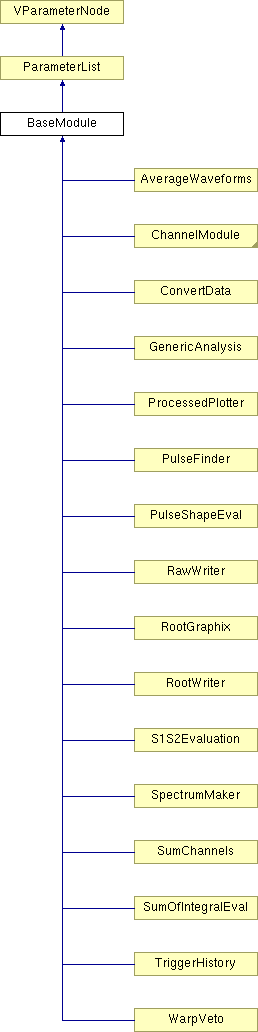 VParameterNode
ParameterList
BaseModule
AverageWaveforms
ChannelModule
ConvertData
GenericAnalysis
ProcessedPlotter
PulseFinder
PulseShapeEval
RawWriter
RootGraphix
RootWriter
S1S2Evaluation
SpectrumMaker
SumChannels
SumOfIntegralEval
TriggerHistory
WarpVeto